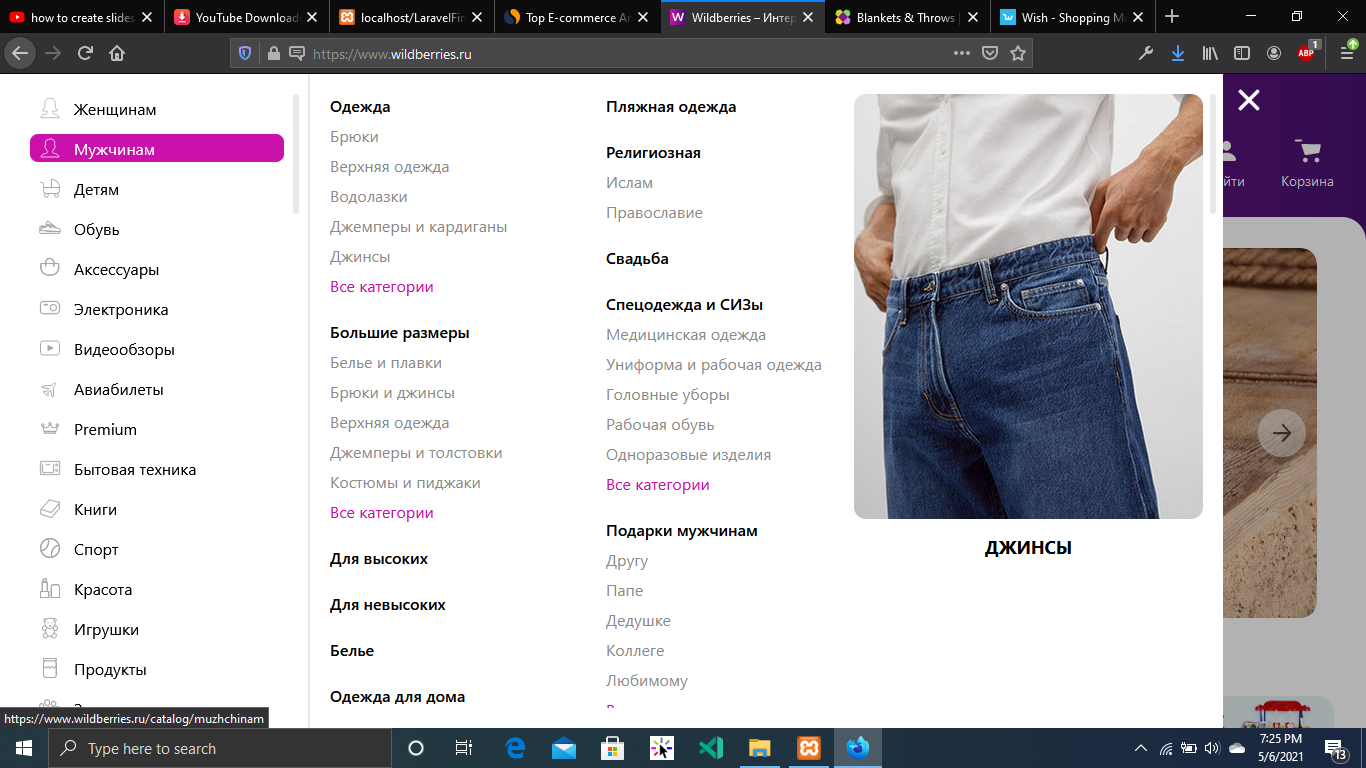 how to create slides
YouTube Download
localhost/LaravelFir
Top E-commerce Ar
Wildberries – Интер
Blankets & Throws |
Wish - Shopping M
https://www.wildberries.ru
ABP
1
Женщинам
Мужчинам
Детям
Обувь
Аксессуары
Электроника
Видеообзоры
Авиабилеты
Premium
Бытовая техника
Книги
Спорт
Красота
Игрушки
Продукты
https://www.wildberries.ru/catalog/muzhchinam
Одежда
Брюки
Верхняя одежда
Водолазки
Джемперы и кардиганы
Джинсы
Все категории
Большие размеры
Белье и плавки
Брюки и джинсы
Верхняя одежда
Джемперы и толстовки
Костюмы и пиджаки
Все категории
Для высоких
Для невысоких
Белье
Одежда для дома
Пляжная одежда
Религиозная
Ислам
Православие
Свадьба
Спецодежда и СИЗы
Медицинская одежда
Униформа и рабочая одежда
Головные уборы
Рабочая обувь
Одноразовые изделия
Все категории
Подарки мужчинам
Другу
Папе
Дедушке
Коллеге
Любимому
ДЖИНСЫ
йти
Корзина
Type here to search
7:25 PM
5/6/2021
13